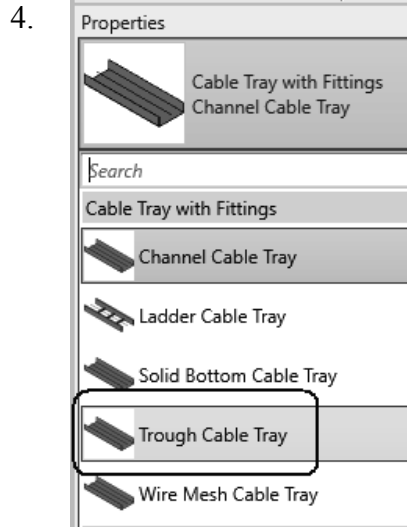 4.
Properties
Cable Tray with Fittings
Channel Cable Tray
Search
Cable Tray with Fittings
Channel Cable Tray
Ladder Cable Tray
Solid Bottom Cable Tray
Trough Cable Tray
Wire Mesh Cable Tray